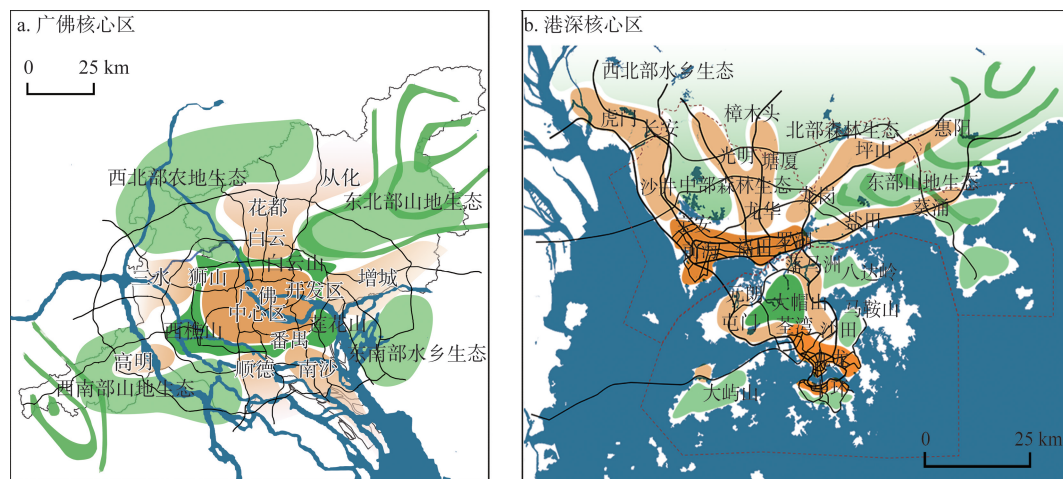 a. 广佛核心区
0 25 km
西北部农地生态
从化
东北部山地生态
花都
白云
白云山
三水
狮山
增城
广佛
中心区
开发区
西樵山
莲花山
番禺
东南部水乡生态
高明
顺德
南沙
西南部山地生态
b. 港深核心区
西北部水乡生态
虎门
长安
樟木头
北部森林生态
惠阳
光明
塘厦
坪山
沙井
中部森林生态
东部山地生态
龙华
龙岗
葵涌
盐田
落马洲
八达岭
元朗
大帽山
马鞍山
屯门
荃湾
沙田
大屿山
0 25 km